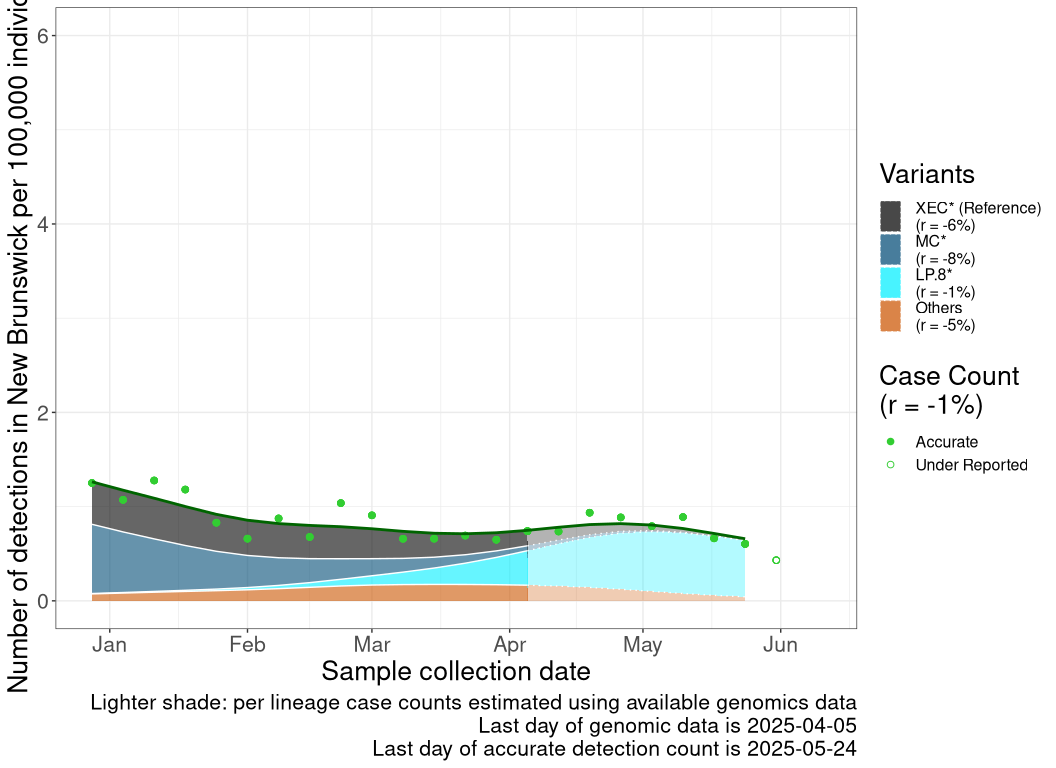 Number of detections in New Brunswick per 100,000
6
4
2
0
Jan Feb Mar Apr May Jun
Sample collection date
Lighter shade: per lineage case counts estimated using available genomics data
Last day of genomic data is 2025-04-05
Last day of accurate detection count is 2025-05-24
Variants
XEC* (Reference)
(r = -6%)
MC*
(r = -8%)
LP.8*
(r = -1%)
Others
(r = -5%)
Case Count
(r = -1%)
Accurate
Under Reported